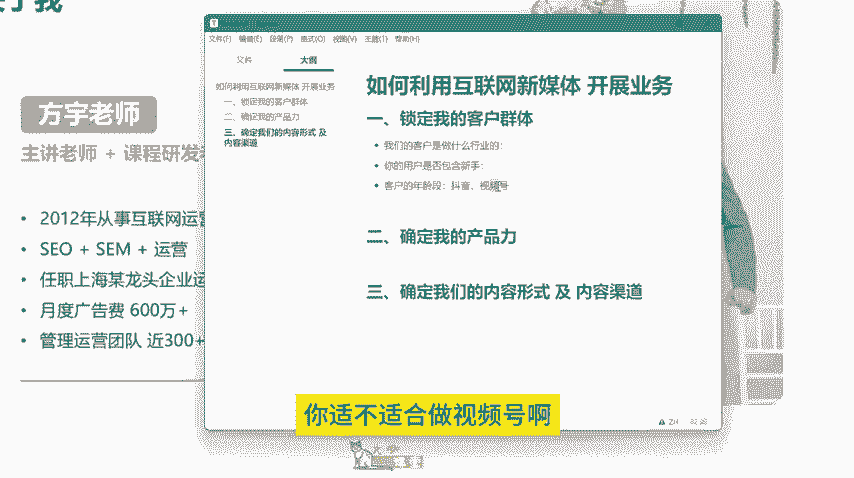 于我
方宇老师
主讲老师 + 课程研发
• 2012年从事互联网运营
• SEO + SEM + 运营
• 任职上海某龙头企业运
• 月度广告费 600万+
• 管理运营团队 近300+
T
文件(F) 编辑(E) 段落(P) 格式(O) 视图(V) 主题(T) 帮助(H)
文件 大纲
如何利用互联网新媒体 开展业务
一、锁定我的客户群体
二、确定我的产品力
三、确定我们的内容形式 及
内容渠道
如何利用互联网新媒体 开展业务
一、锁定我的客户群体
• 我们的客户是做什么行业的:
• 你的用户是否包含新手:
• 客户的年龄段：抖音、视频号
二、确定我的产品力
三、确定我们的内容形式 及 内容渠道
ZH
你适不适合做视频号啊